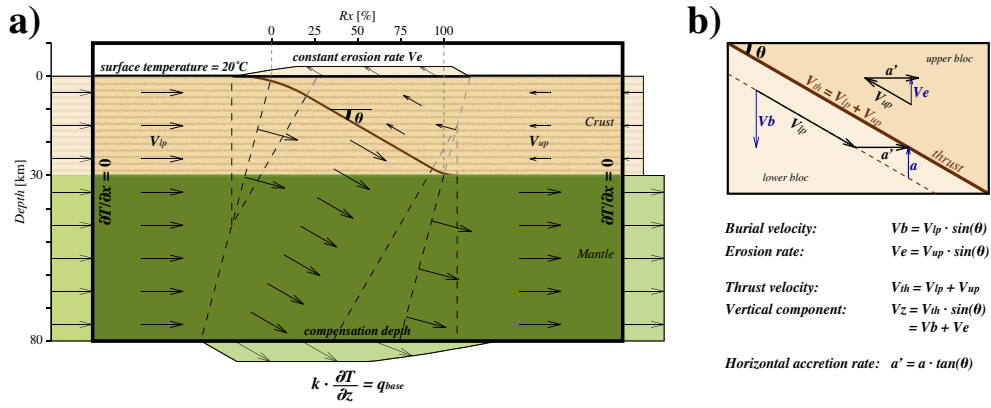 a)
Rx [%]
0 25 50 75 100
surface temperature = 20˚C
constant erosion rate Ve
0
30
80
Depth [km]
Vlp
Vup
θ
Crust
Mantle
∂T/∂x = 0
∂T/∂x = 0
compensation depth
k · ∂T/∂z = qbase
b)
θ
upper bloc
a'
Vup
Ve
Vth = Vlp + Vup
Vb
Vlp
a'
a
thrust
lower bloc
Burial velocity: Vb = Vlp · sin(θ)
Erosion rate: Ve = Vup · sin(θ)
Thrust velocity: Vth = Vlp + Vup
Vertical component: Vz = Vth · sin(θ)
= Vb + Ve
Horizontal accretion rate: a' = a · tan(θ)